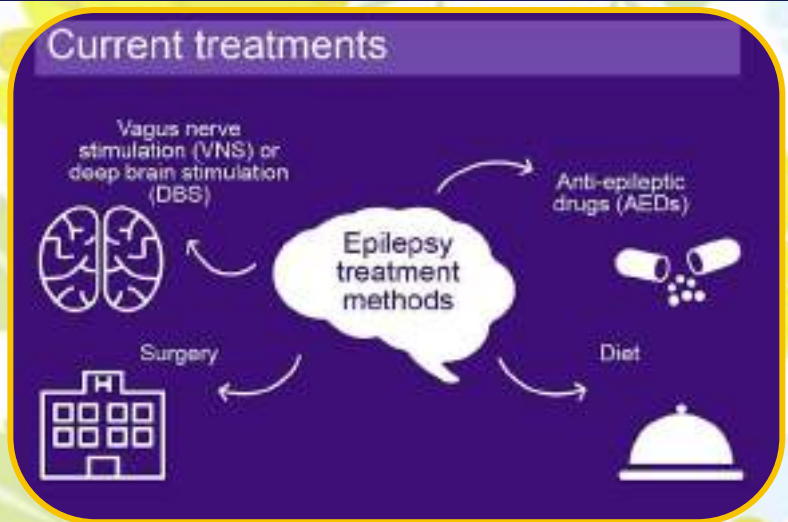 Current treatments
Vagus nerve
stimulation (VNS) or
deep brain stimulation
(DBS)
Anti-epileptic
drugs (AEDs)
Epilepsy
treatment
methods
Surgery
Diet
H